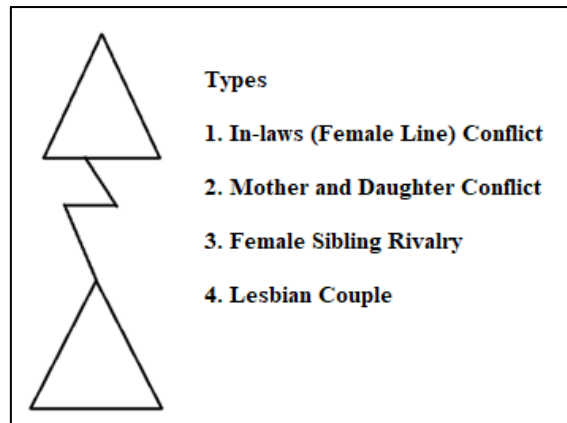 Types
1. In-laws (Female Line) Conflict
2. Mother and Daughter Conflict
3. Female Sibling Rivalry
4. Lesbian Couple